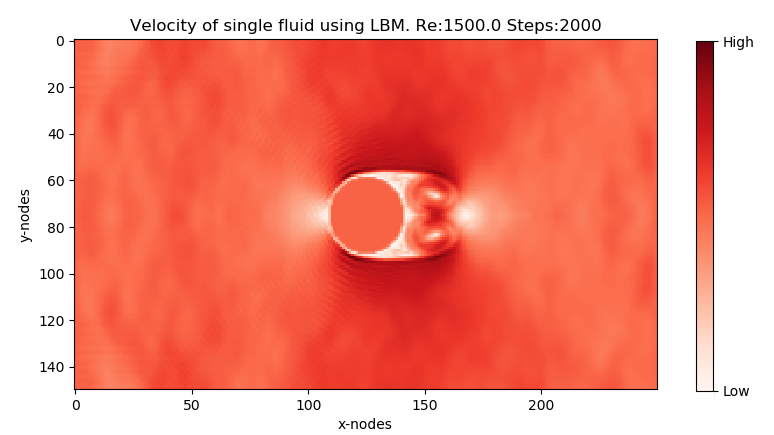 Velocity of single fluid using LBM. Re:1500.0 Steps:2000
0
20
40
60
80
100
120
140
y-nodes
0 50 100 150 200
x-nodes
High
Low